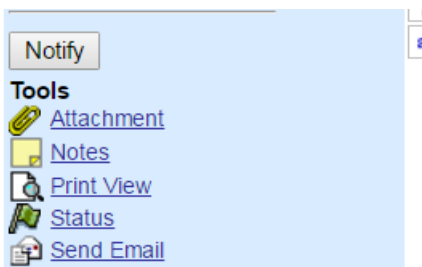 Notify
Tools
Attachment
Notes
Print View
Status
Send Email